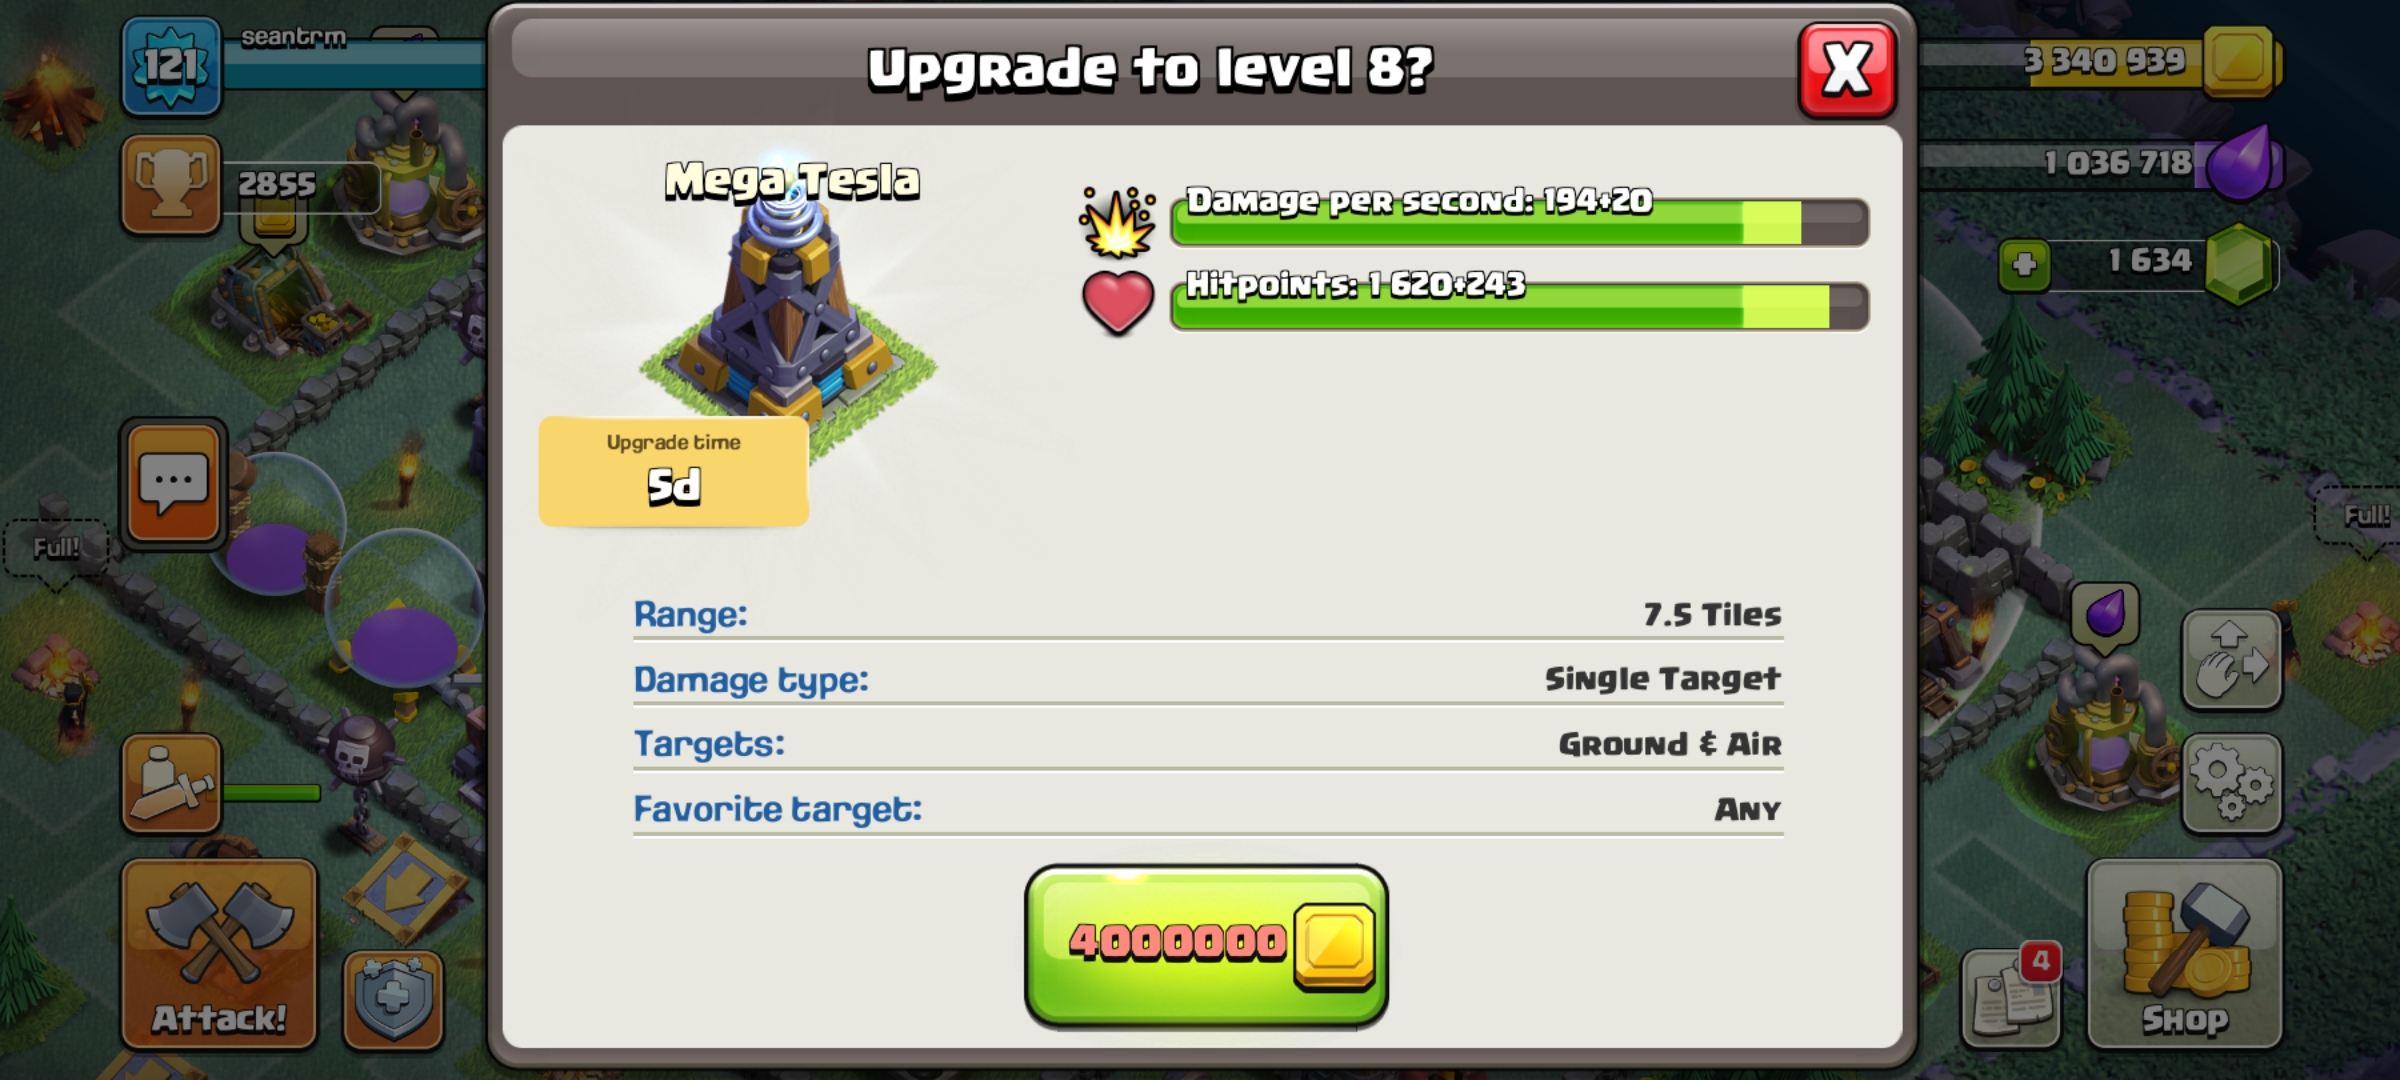 121
seantrm
2855
Full!
Attack!
Upgrade to level 8?
X
Mega Tesla
Upgrade time
5d
Damage per second: 194+20
Hitpoints: 1 620+243
Range: 7.5 Tiles
Damage type: Single Target
Targets: Ground & Air
Favorite target: Any
4000000
3 340 939
1 036 718
1 634
Full!
4
Shop